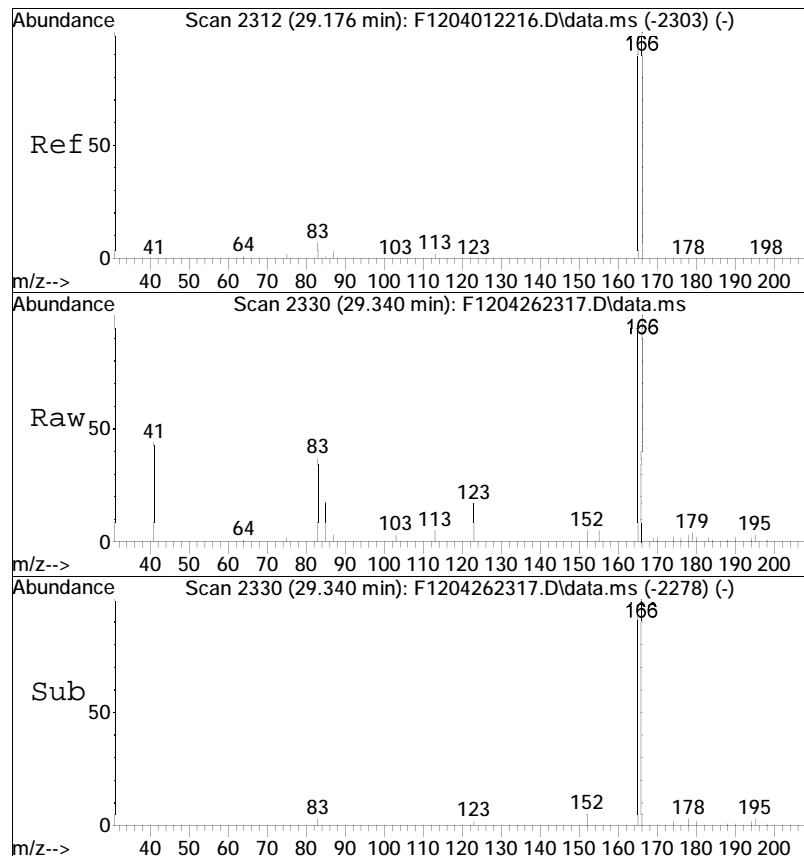 Abundance Scan 2312 (29.176 min): F1204012216.D\data.ms (-2303) (-)
166
Ref 50
83
41 64 103 113 123 178 198
0
40 50 60 70 80 90 100 110 120 130 140 150 160 170 180 190 200
m/z-->
Abundance Scan 2330 (29.340 min): F1204262317.D\data.ms
166
Raw 50
41 83
123
64 103 113 152 179 195
0
40 50 60 70 80 90 100 110 120 130 140 150 160 170 180 190 200
m/z-->
Abundance Scan 2330 (29.340 min): F1204262317.D\data.ms (-2278) (-)
166
Sub 50
83 123 152 178 195
0
40 50 60 70 80 90 100 110 120 130 140 150 160 170 180 190 200
m/z-->